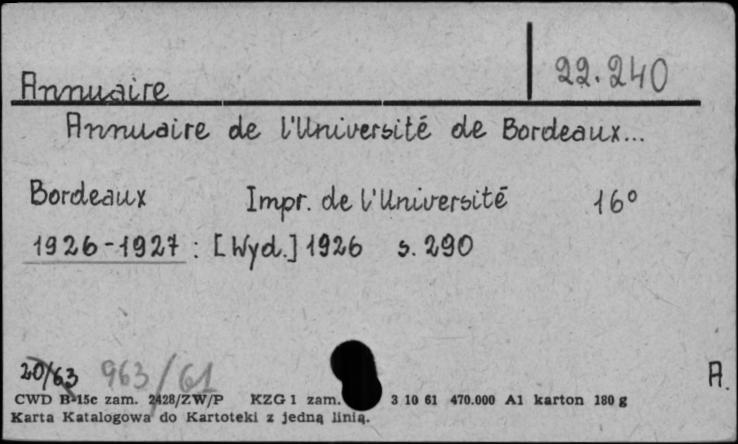 22.240
Annuaire
Annuaire de l'Université de Bordeaux...
Bordeaux Impr. de l'Université 16°
1926-1927 : [Wyd.] 1926 s. 290
20/63 963/61 A.
CWD B-15c zam. 2428/ZW/P KZG 1 zam. 3 10 61 470.000 A1 karton 180 g
Karta Katalogowa do Kartoteki z jedną linią.